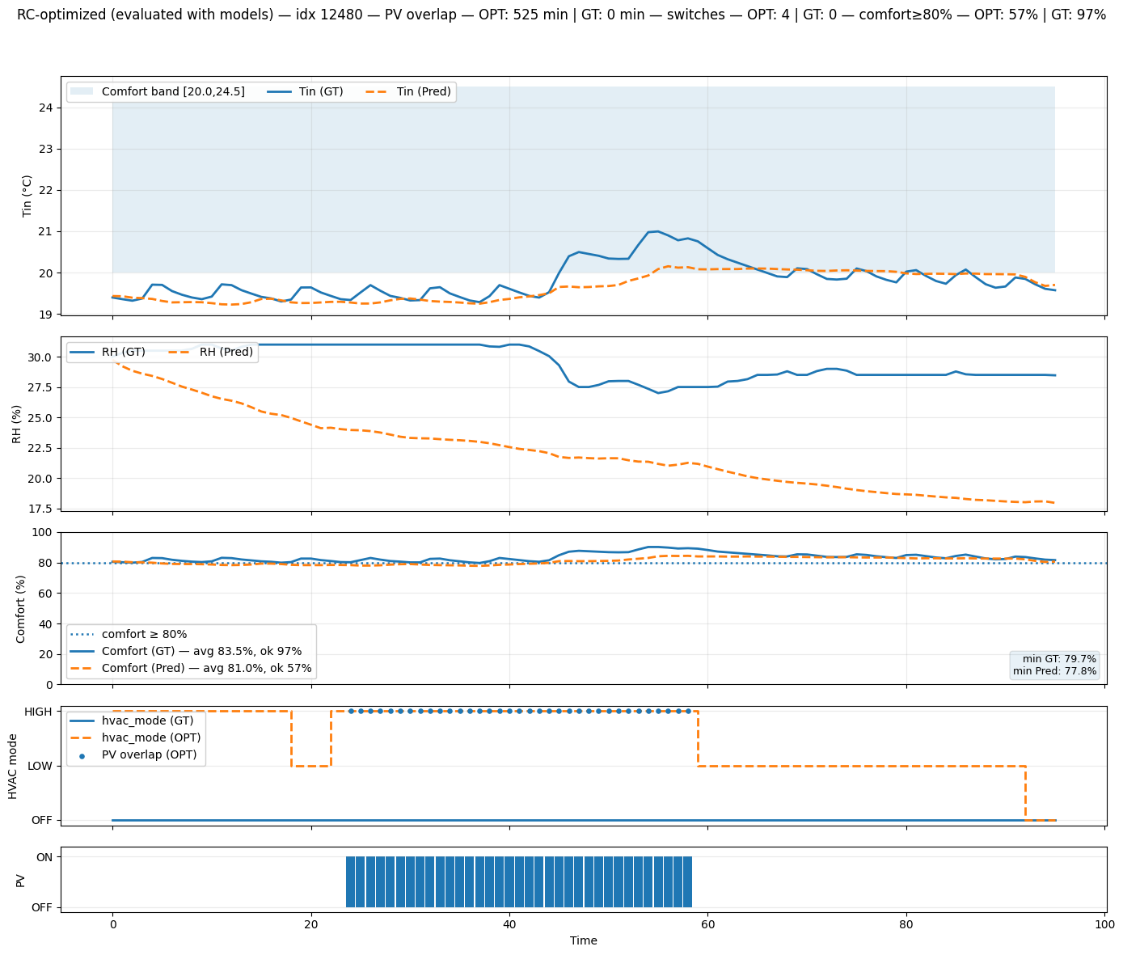 RC-optimized (evaluated with models) — idx 12480 — PV overlap — OPT: 525 min | GT: 0 min — switches — OPT: 4 | GT: 0 — comfort≥80% — OPT: 57% | GT: 97%
Comfort band [20.0,24.5]
Tin (GT)
Tin (Pred)
24
23
22
21
20
19
Tin (°C)
RH (GT)
RH (Pred)
30.0
27.5
25.0
22.5
20.0
17.5
RH (%)
100
80
60
40
20
0
Comfort (%)
comfort ≥ 80%
Comfort (GT) — avg 83.5%, ok 97%
Comfort (Pred) — avg 81.0%, ok 57%
min GT: 79.7%
min Pred: 77.8%
HIGH
LOW
OFF
HVAC mode
hvac_mode (GT)
hvac_mode (OPT)
PV overlap (OPT)
ON
OFF
PV
0
20
40
60
80
100
Time